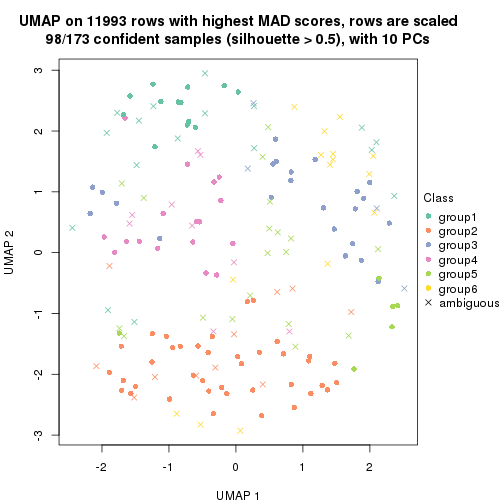 UMAP on 11993 rows with highest MAD scores, rows are scaled
98/173 confident samples (silhouette > 0.5), with 10 PCs
3
2
1
0
-1
-2
-3
UMAP 2
-2
-1
0
1
2
UMAP 1
Class
group1
group2
group3
group4
group5
group6
ambiguous